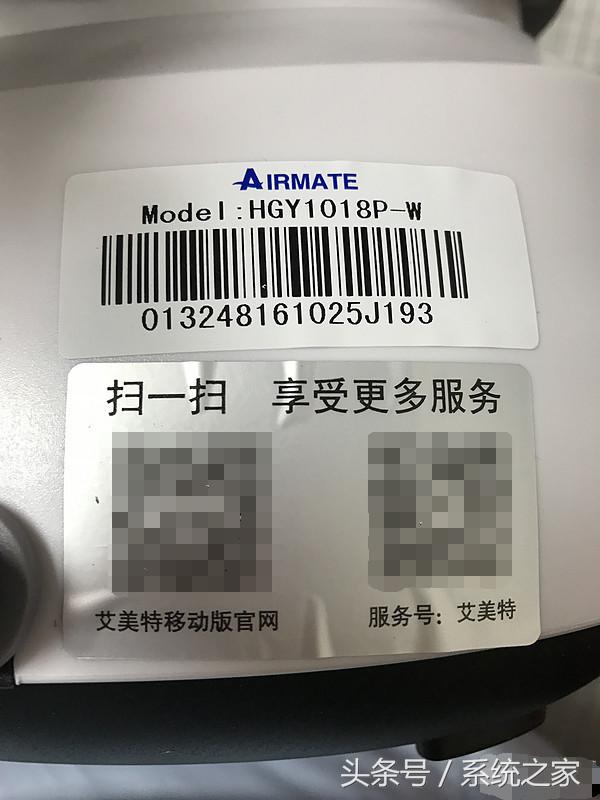 AIRMATE
Model:HGY1018P-W
013248161025J193
扫一扫 享受更多服务
艾美特移动版官网
服务号：艾美特
头条号 / 系统之家